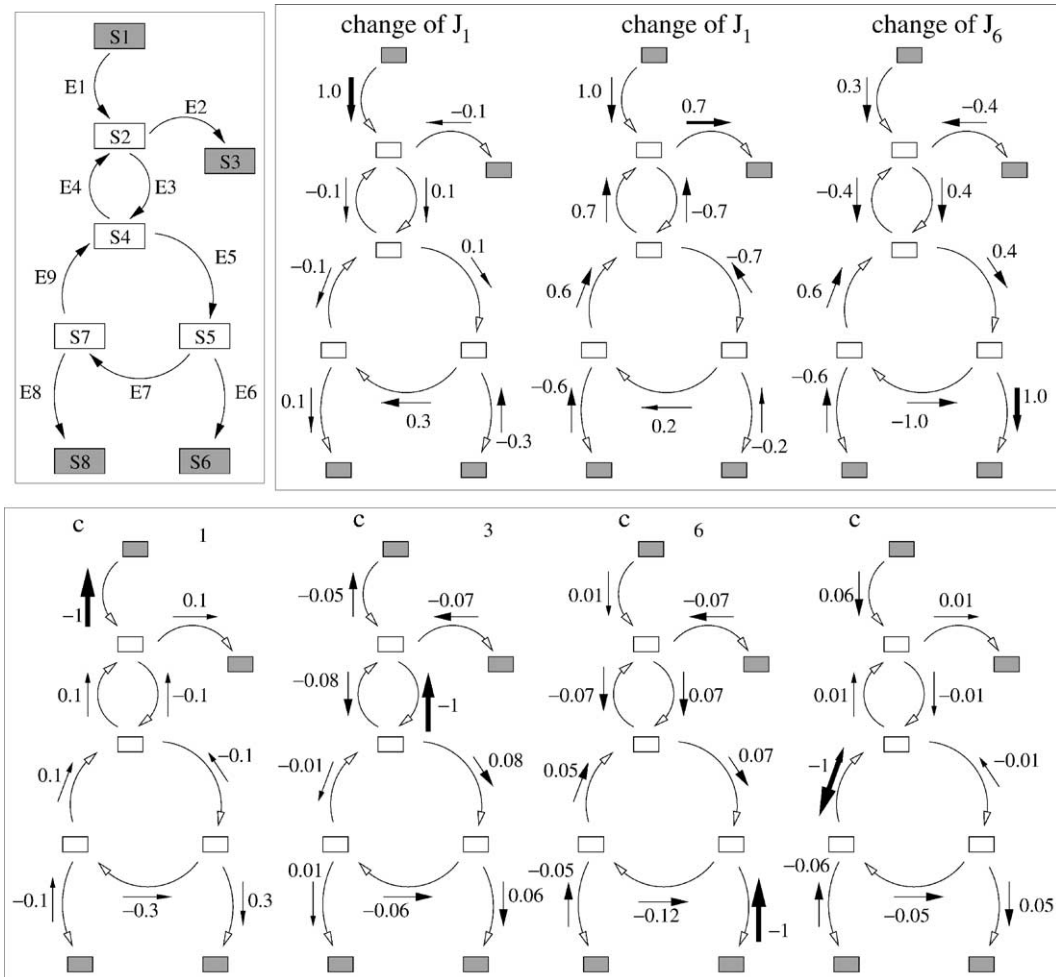 S1
E1
E2
S2
S3
E4
E3
S4
E5
E9
S7
S5
E8
E7
E6
S8
S6
change of J1
1.0
−0.1
−0.1
0.1
−0.1
0.1
0.1
0.3
−0.3
change of J1
1.0
0.7
0.7
−0.7
0.6
−0.7
−0.6
0.2
−0.2
change of J6
0.3
−0.4
−0.4
0.4
0.6
0.4
−0.6
−1.0
1.0
c 1
−1
0.1
0.1
−0.1
0.1
−0.1
−0.1
−0.3
0.3
c 3
−0.05
−0.07
−0.08
−1
−0.01
0.08
0.01
−0.06
0.06
c 6
0.01
−0.07
−0.07
0.07
0.05
0.07
−0.05
−0.12
−1
c
0.06
0.01
0.01
−0.01
−1
−0.01
−0.06
−0.05
0.05